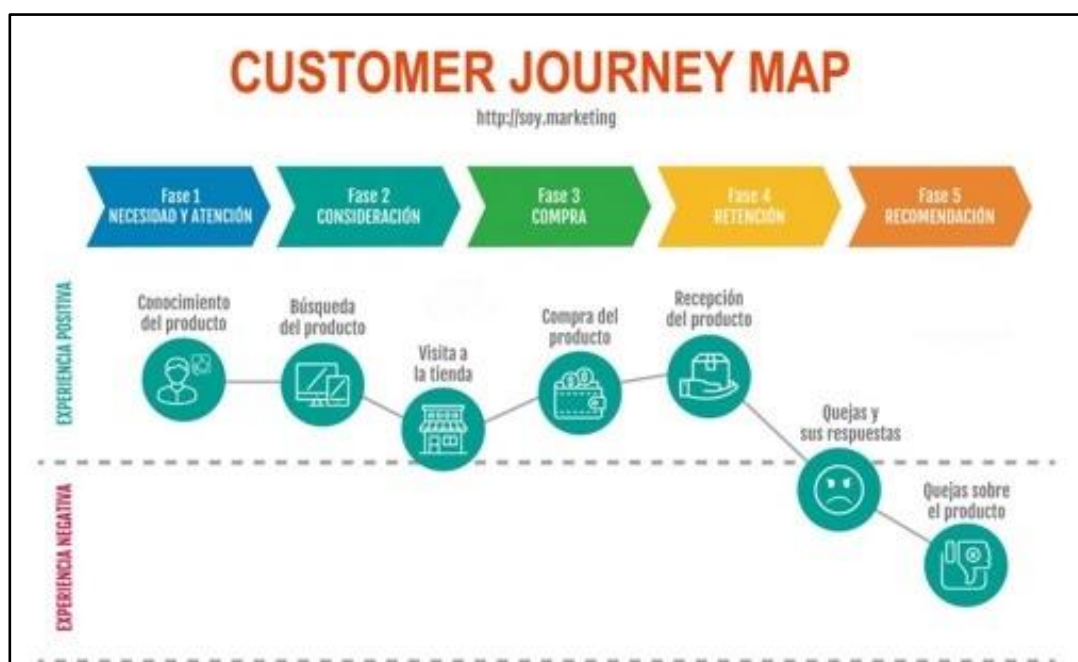 CUSTOMER JOURNEY MAP
http://soy.marketing
Fase 1
NECESIDAD Y ATENCIÓN
Fase 2
CONSIDERACIÓN
Fase 3
COMPRA
Fase 4
RETENCIÓN
Fase 5
RECOMENDACIÓN
EXPERIENCIA POSITIVA
Conocimiento
del producto
Búsqueda
del producto
Visita a
la tienda
Compra del
producto
Recepción
del producto
Quejas y
sus respuestas
EXPERIENCIA NEGATIVA
Quejas sobre
el producto